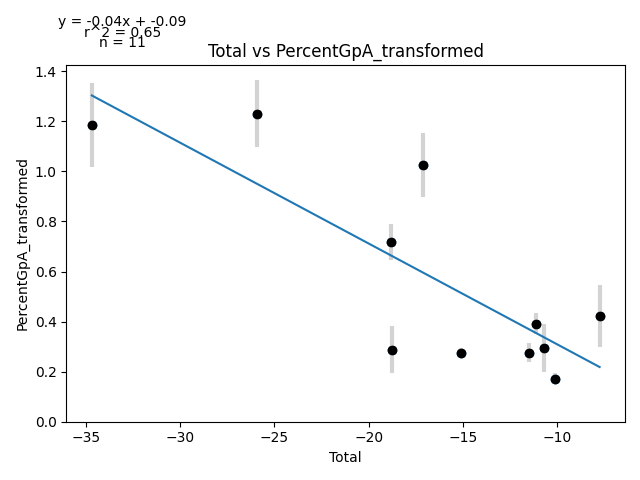 y = -0.04x + -0.09
r^2 = 0.65
n = 11
Total vs PercentGpA_transformed
PercentGpA_transformed
1.4
1.2
1.0
0.8
0.6
0.4
0.2
0.0
−35 −30 −25 −20 −15 −10
Total